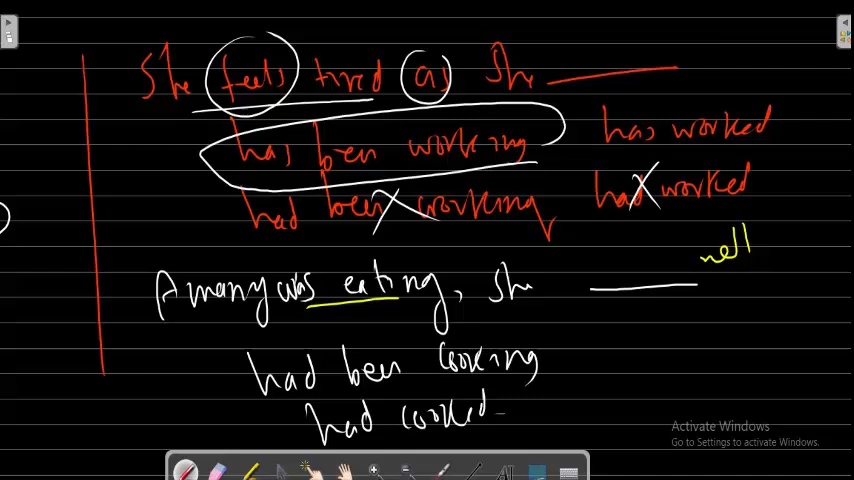 She feels tired as She
has been working has worked
had been working had worked
well
A many was eating, She
had been cooking
had cooked
Activate Windows
Go to Settings to activate Windows.